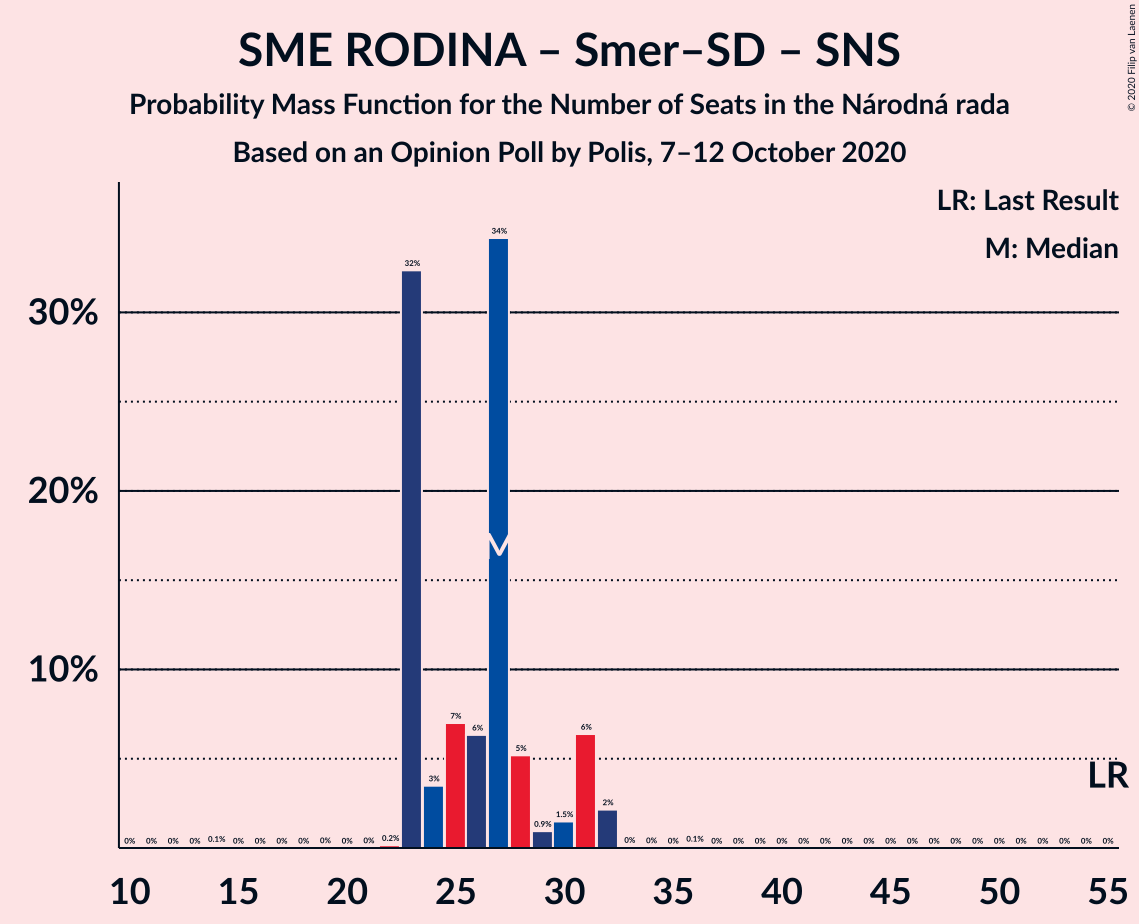 © 2020 Filip van Laenen
SME RODINA – Smer–SD – SNS
Probability Mass Function for the Number of Seats in the Národná rada
Based on an Opinion Poll by Polis, 7–12 October 2020
LR: Last Result
M: Median
30%
20%
10%
0% 0% 0% 0% 0.1% 0% 0% 0% 0% 0% 0% 0% 0.2% 32% 3% 7% 6% 34% 5% 0.9% 1.5% 6% 2% 0% 0% 0% 0.1% 0% 0% 0% 0% 0% 0% 0% 0% 0% 0% 0% 0% 0% 0% 0% 0% 0% 0% 0%
M
LR
10 15 20 25 30 35 40 45 50 55